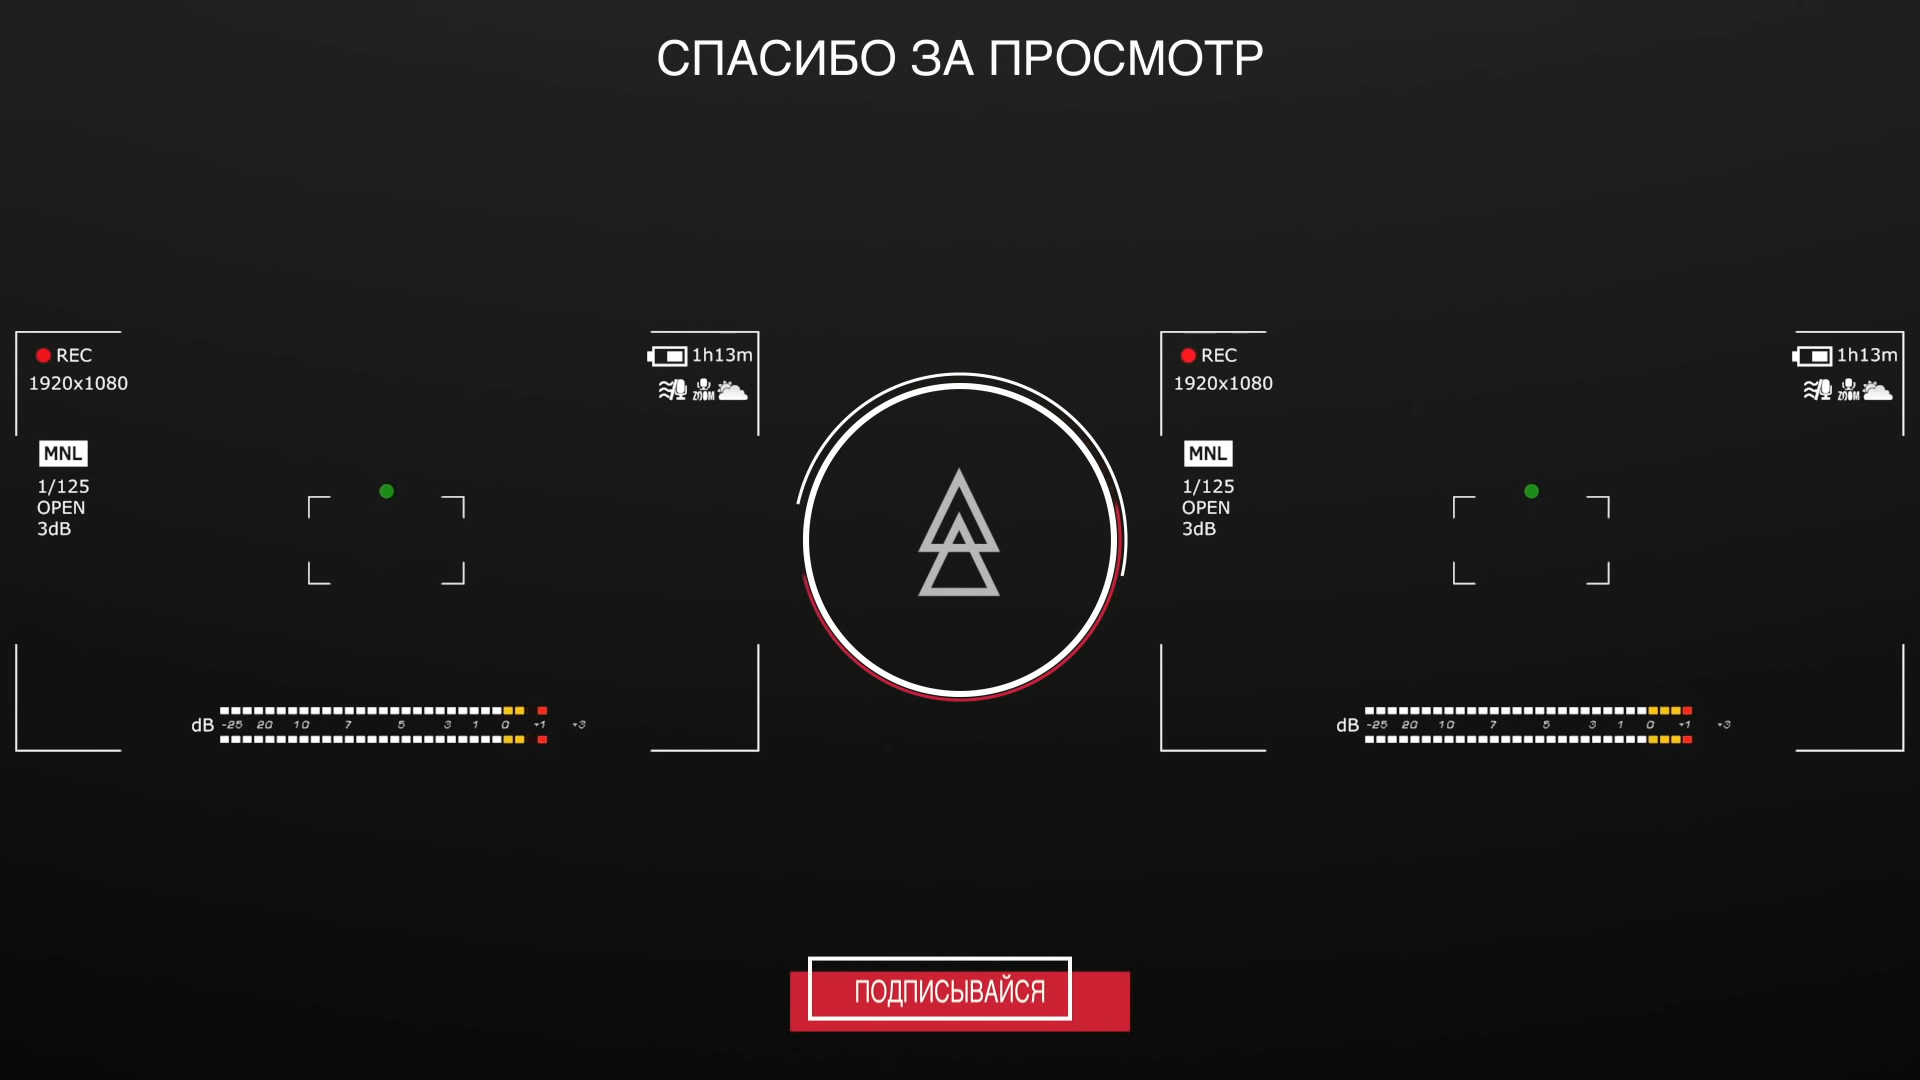 СПАСИБО ЗА ПРОСМОТР
REC
1920x1080
1h13m
ZOOM
MNL
1/125
OPEN
3dB
dB -25 20 10 7 5 3 1 0 +1 +3
REC
1920x1080
1h13m
ZOOM
MNL
1/125
OPEN
3dB
dB -25 20 10 7 5 3 1 0 +1 +3
ПОДПИСЫВАЙСЯ